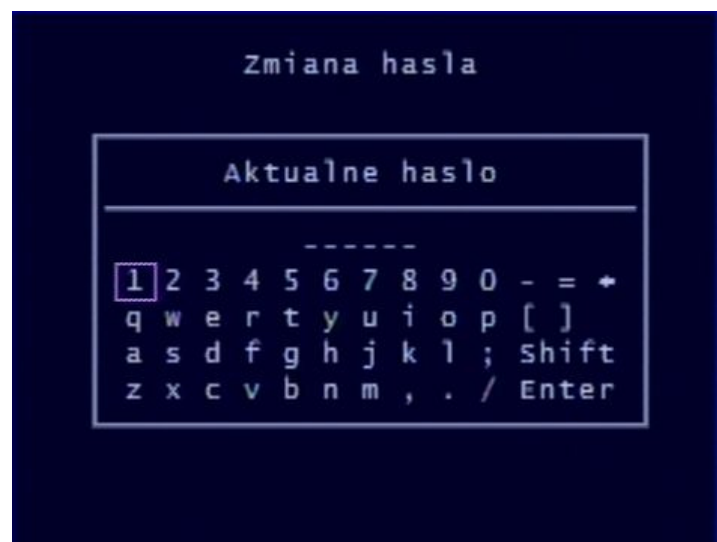 Zmiana hasla
Aktualne haslo
------
1 2 3 4 5 6 7 8 9 0 - = ←
q w e r t y u i o p [ ]
a s d f g h j k l ; Shift
z x c v b n m , . / Enter